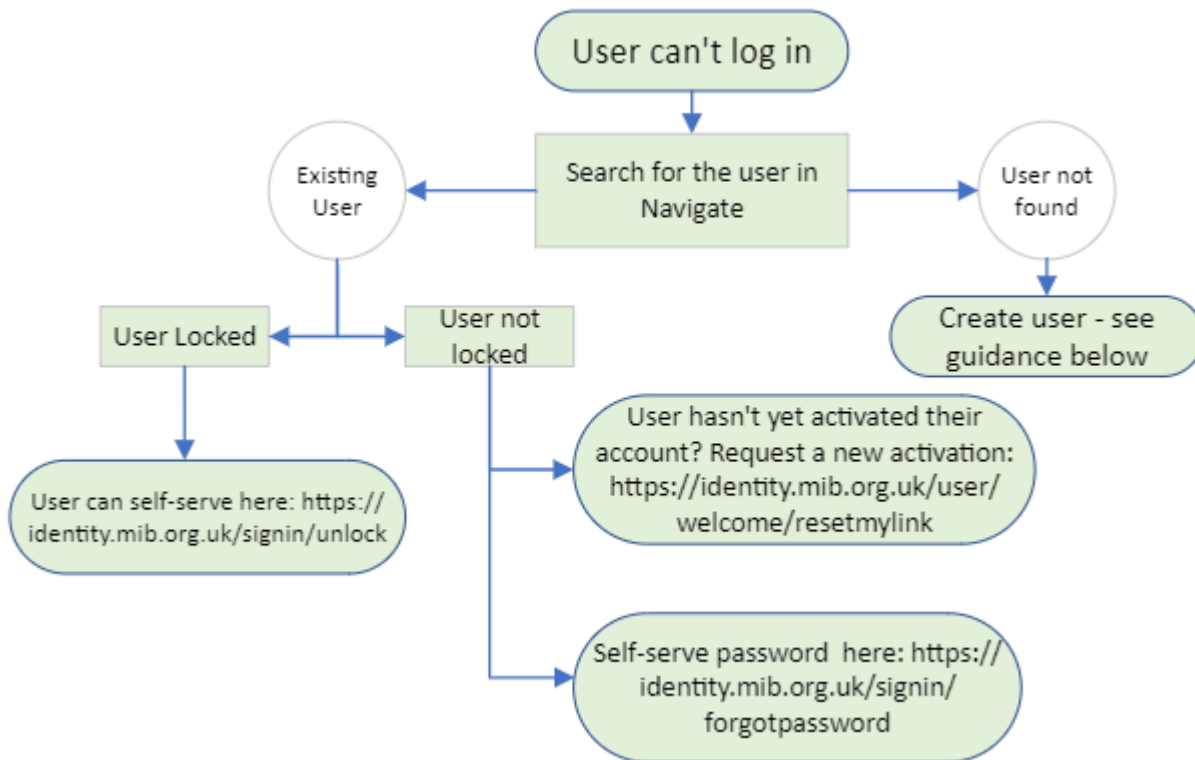 User can't log in
Search for the user in
Navigate
Existing
User
User not
found
User Locked
User not
locked
Create user - see
guidance below
User can self-serve here: https://
identity.mib.org.uk/signin/unlock
User hasn't yet activated their
account? Request a new activation:
https://identity.mib.org.uk/user/
welcome/resetmylink
Self-serve password  here: https://
identity.mib.org.uk/signin/
forgotpassword